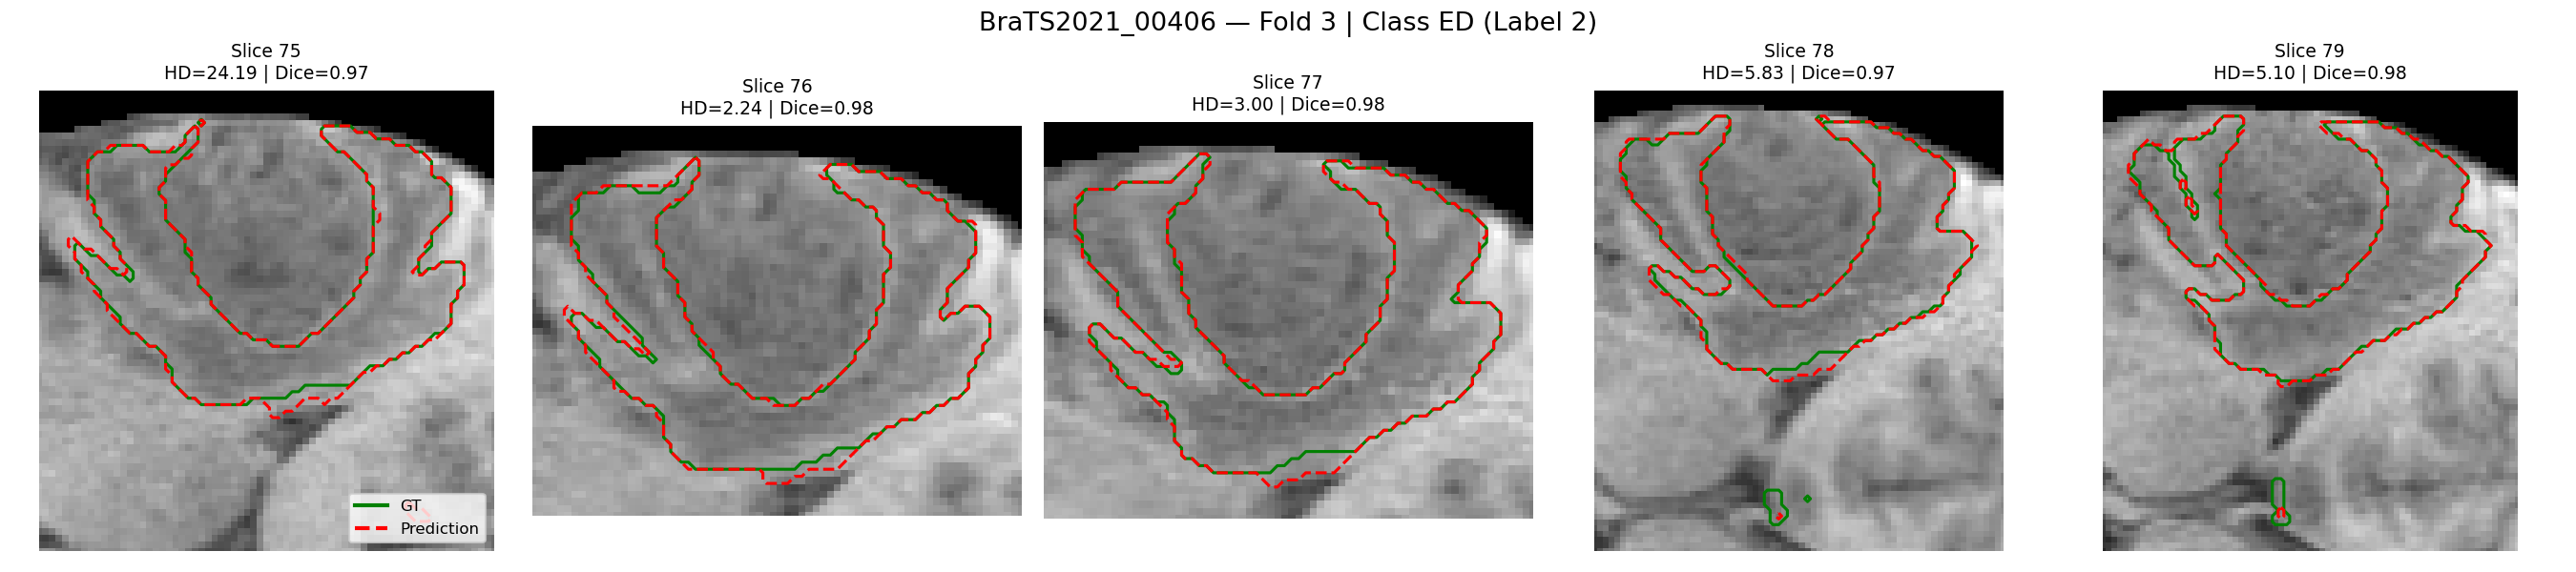 BraTS2021_00406 — Fold 3 | Class ED (Label 2)
Slice 75
HD=24.19 | Dice=0.97
Slice 76
HD=2.24 | Dice=0.98
Slice 77
HD=3.00 | Dice=0.98
Slice 78
HD=5.83 | Dice=0.97
Slice 79
HD=5.10 | Dice=0.98
GT
Prediction